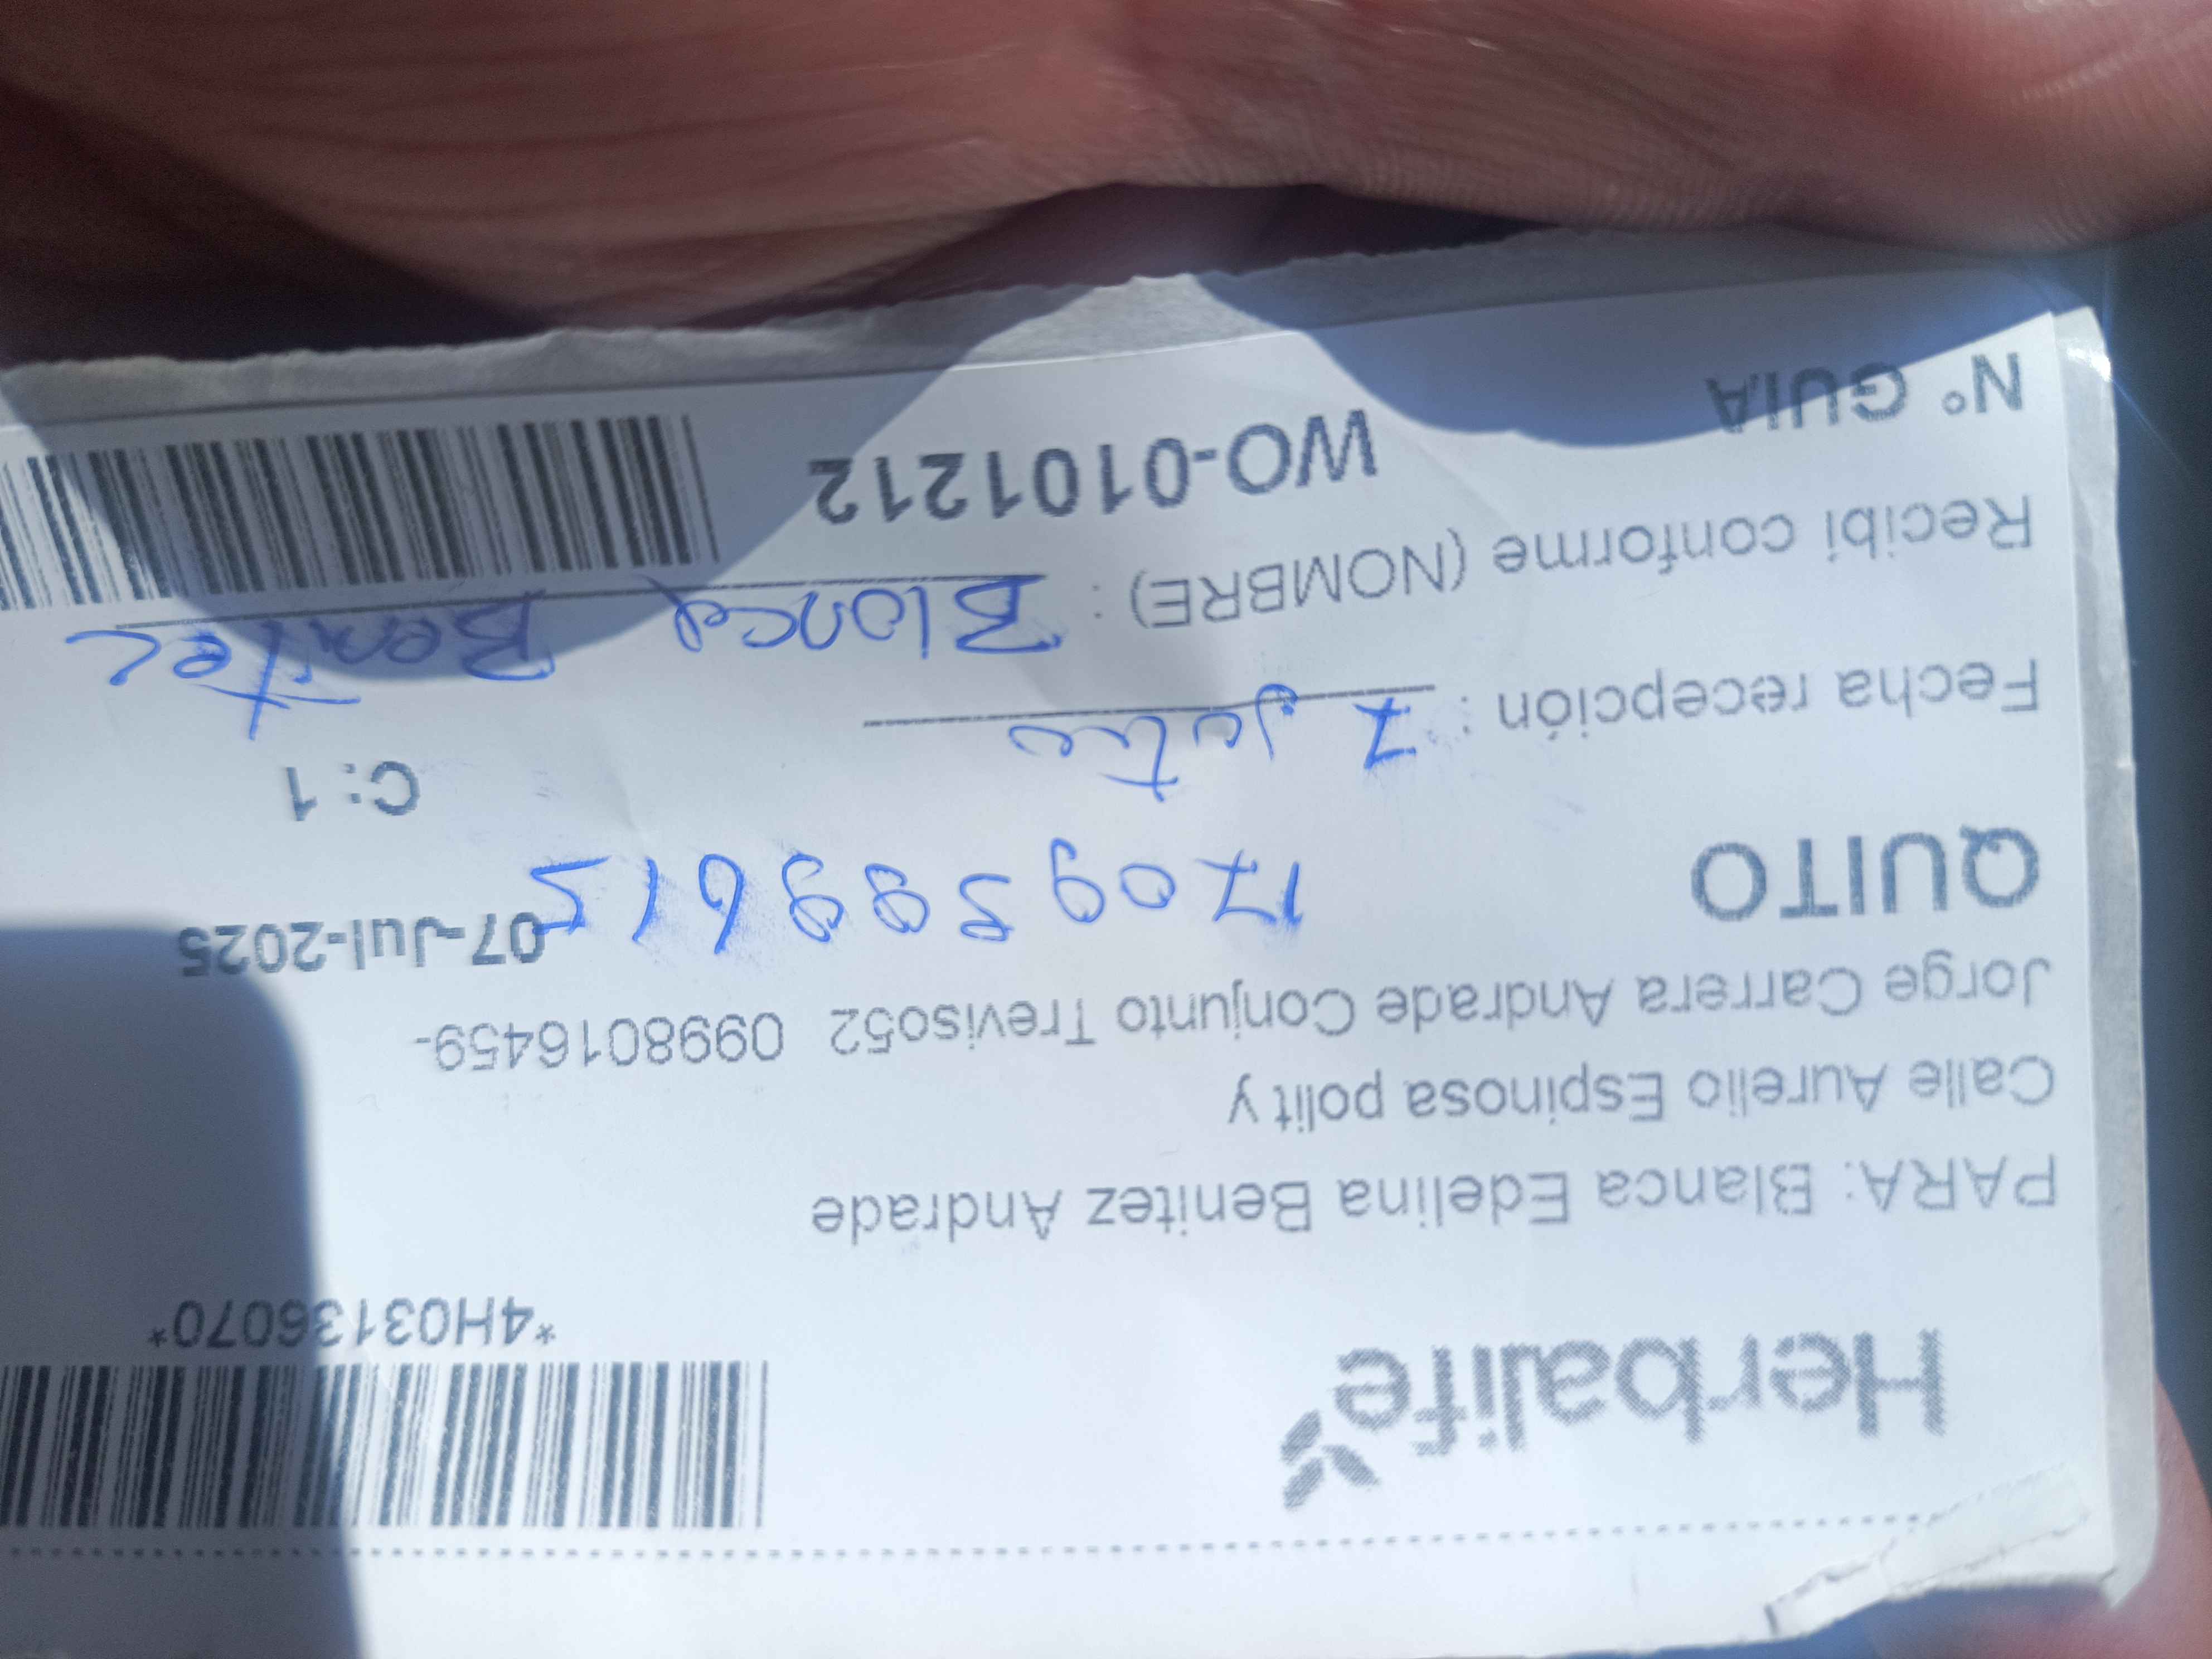 Herbalife
*4H03136070*
PARA: Blanca Edelina Benitez Andrade
Calle Aurelio Espinosa polit y
Jorge Carrera Andrade Conjunto Treviso52 0998016459-
QUITO
07-Jul-2025
C: 1
Fecha recepción : 7 Julio
Recibi conforme (NOMBRE) : Blanca Benitez
N° GUIA WO-0101212